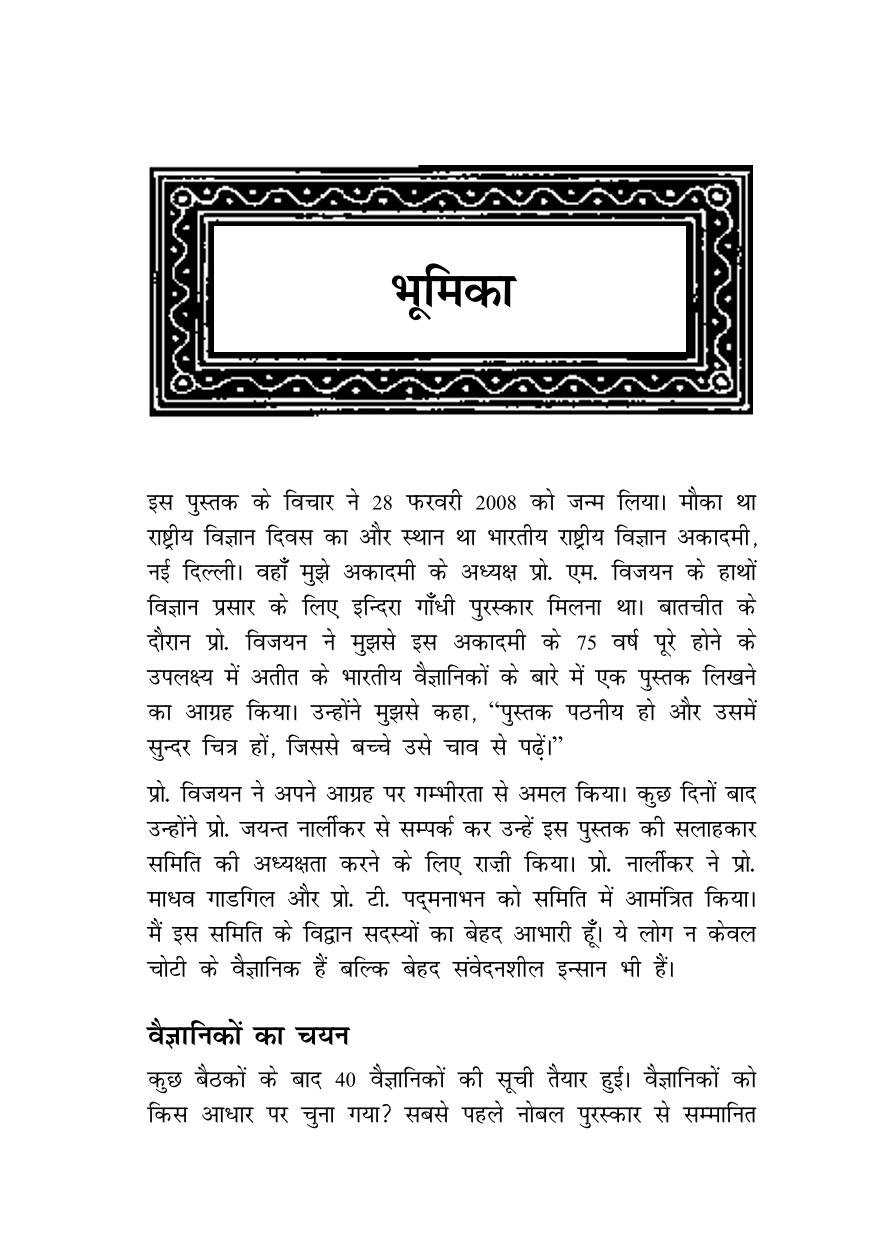 भूमिका
इस पुस्तक के विचार ने 28 फरवरी 2008 को जन्म लिया। मौका था
राष्ट्रीय विज्ञान दिवस का और स्थान था भारतीय राष्ट्रीय विज्ञान अकादमी,
नई दिल्ली। वहाँ मुझे अकादमी के अध्यक्ष प्रो. एम. विजयन के हाथों
विज्ञान प्रसार के लिए इन्दिरा गाँधी पुरस्कार मिलना था। बातचीत के
दौरान प्रो. विजयन ने मुझसे इस अकादमी के 75 वर्ष पूरे होने के
उपलक्ष्य में अतीत के भारतीय वैज्ञानिकों के बारे में एक पुस्तक लिखने
का आग्रह किया। उन्होंने मुझसे कहा, “पुस्तक पठनीय हो और उसमें
सुन्दर चित्र हों, जिससे बच्चे उसे चाव से पढ़ें।”
प्रो. विजयन ने अपने आग्रह पर गम्भीरता से अमल किया। कुछ दिनों बाद
उन्होंने प्रो. जयन्त नार्लीकर से सम्पर्क कर उन्हें इस पुस्तक की सलाहकार
समिति की अध्यक्षता करने के लिए राज़ी किया। प्रो. नार्लीकर ने प्रो.
माधव गाडगिल और प्रो. टी. पद्मनाभन को समिति में आमंत्रित किया।
मैं इस समिति के विद्वान सदस्यों का बेहद आभारी हूँ। ये लोग न केवल
चोटी के वैज्ञानिक हैं बल्कि बेहद संवेदनशील इन्सान भी हैं।
वैज्ञानिकों का चयन
कुछ बैठकों के बाद 40 वैज्ञानिकों की सूची तैयार हुई। वैज्ञानिकों को
किस आधार पर चुना गया? सबसे पहले नोबल पुरस्कार से सम्मानित